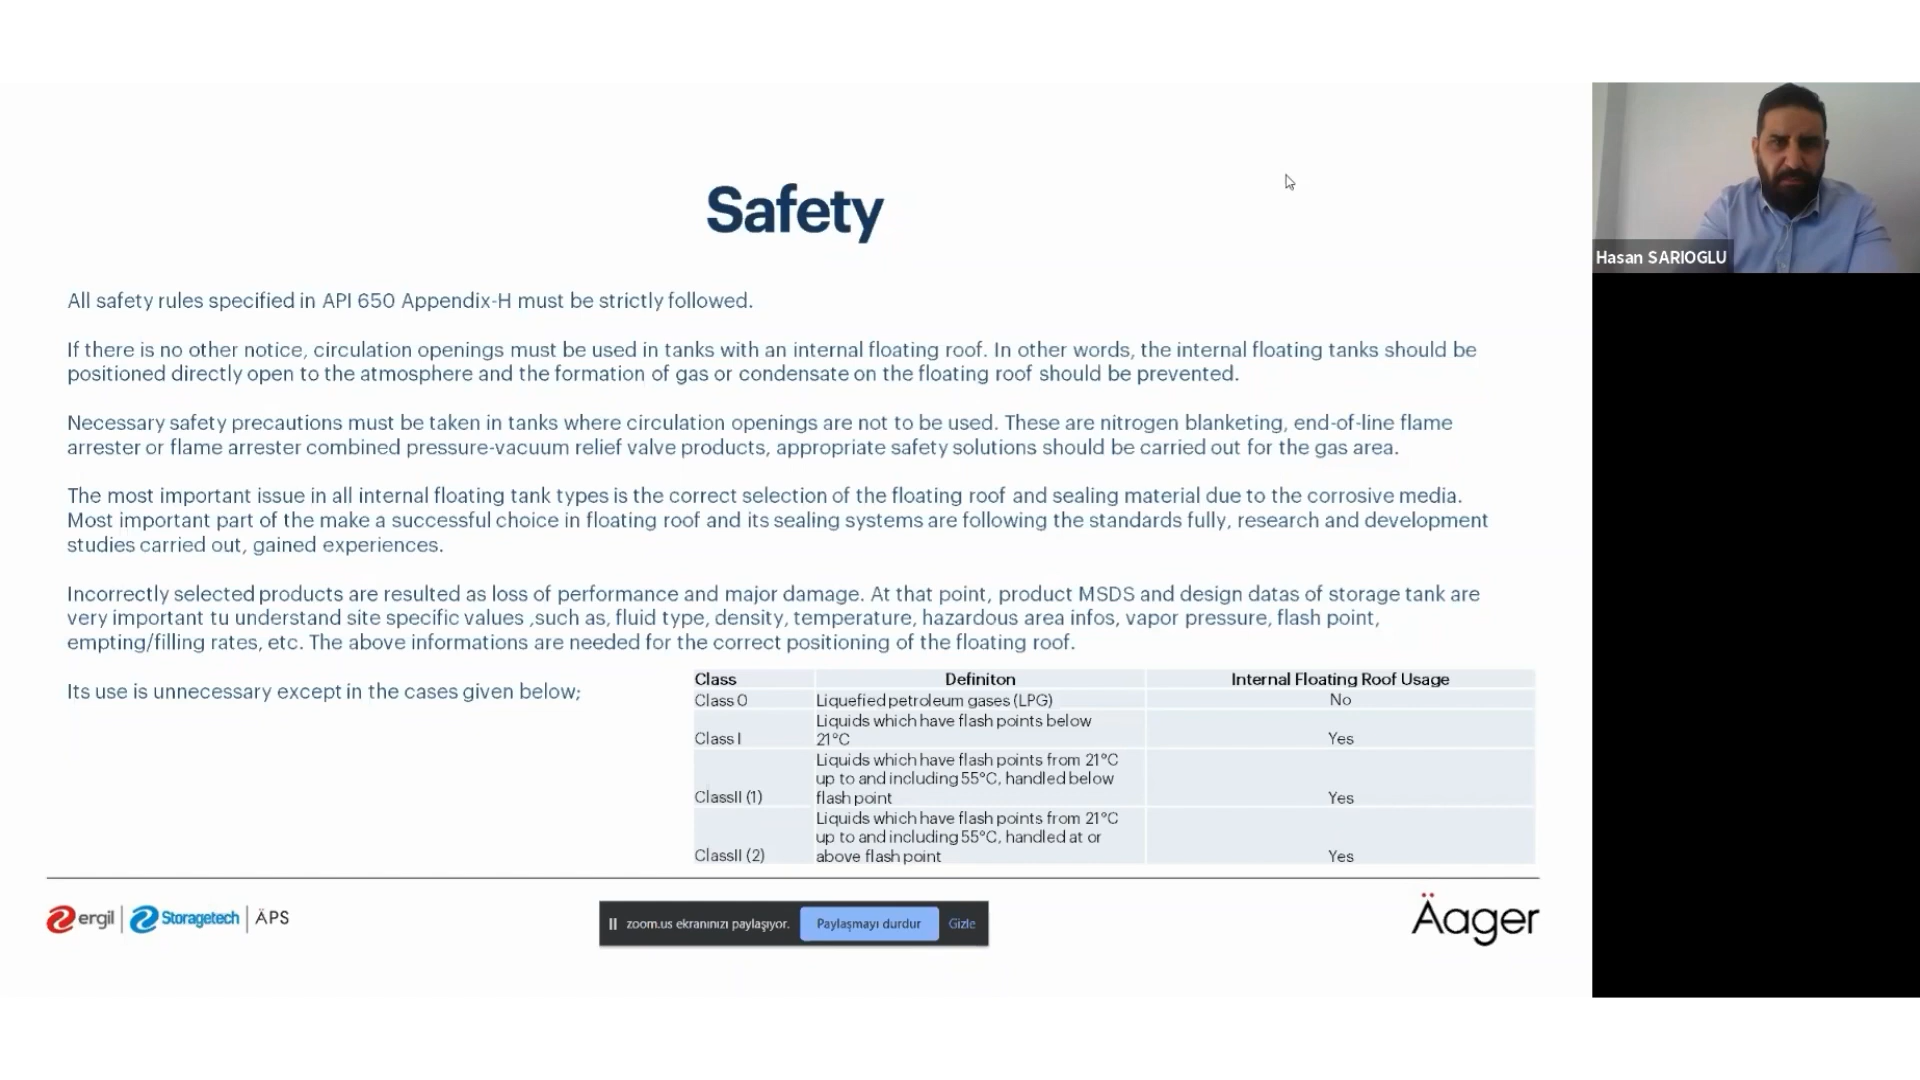 Safety
Hasan SARIOGLU
All safety rules specified in API 650 Appendix-H must be strictly followed.
If there is no other notice, circulation openings must be used in tanks with an internal floating roof. In other words, the internal floating tanks should be
positioned directly open to the atmosphere and the formation of gas or condensate on the floating roof should be prevented.
Necessary safety precautions must be taken in tanks where circulation openings are not to be used. These are nitrogen blanketing, end-of-line flame
arrester or flame arrester combined pressure-vacuum relief valve products, appropriate safety solutions should be carried out for the gas area.
The most important issue in all internal floating tank types is the correct selection of the floating roof and sealing material due to the corrosive media.
Most important part of the make a successful choice in floating roof and its sealing systems are following the standards fully, research and development
studies carried out, gained experiences.
Incorrectly selected products are resulted as loss of performance and major damage. At that point, product MSDS and design datas of storage tank are
very important tu understand site specific values ,such as, fluid type, density, temperature, hazardous area infos, vapor pressure, flash point,
empting/filling rates, etc. The above informations are needed for the correct positioning of the floating roof.
Its use is unnecessary except in the cases given below;
Class Definiton Internal Floating Roof Usage
Class 0 Liquefied petroleum gases (LPG) No
Liquids which have flash points below
Class I 21°C Yes
Liquids which have flash points from 21°C
up to and including 55°C, handled below
ClassII (1) flash point Yes
Liquids which have flash points from 21°C
up to and including 55°C, handled at or
ClassII (2) above flash point Yes
ergil Storagetech ÄPS
zoom.us ekranınızı paylaşıyor. Paylaşmayı durdur Gizle
Äager